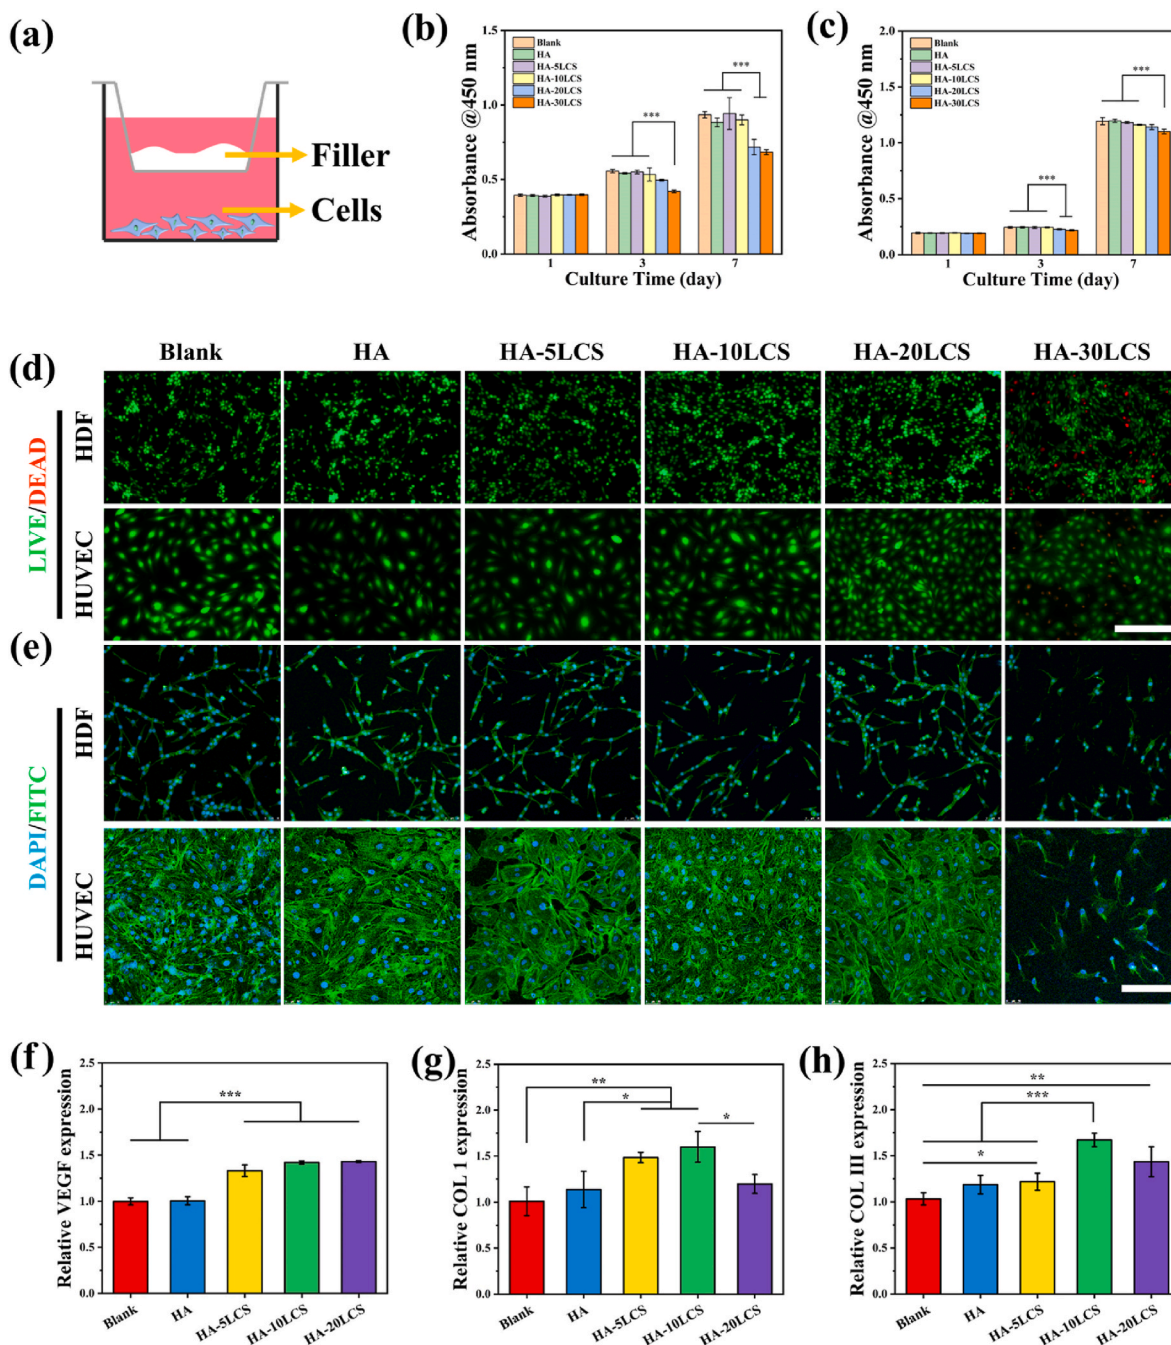 (a)
Filler
Cells
(b)
Absorbance @450 nm
1.5
1.0
0.5
0.0
Blank
HA
HA-5LCS
HA-10LCS
HA-20LCS
HA-30LCS
***
***
1 3 7
Culture Time (day)
(c)
Absorbance @450 nm
2.0
1.5
1.0
0.5
0.0
Blank
HA
HA-5LCS
HA-10LCS
HA-20LCS
HA-30LCS
***
***
1 3 7
Culture Time (day)
(d)
Blank HA HA-5LCS HA-10LCS HA-20LCS HA-30LCS
LIVE/DEAD
HDF
HUVEC
(e)
DAPI/FITC
HDF
HUVEC
(f)
Relative VEGF expression
2.5
2.0
1.5
1.0
0.5
0.0
***
Blank HA HA-5LCS HA-10LCS HA-20LCS
(g)
Relative COL 1 expression
2.5
2.0
1.5
1.0
0.5
0.0
**
*
*
Blank HA HA-5LCS HA-10LCS HA-20LCS
(h)
Relative COL III expression
2.5
2.0
1.5
1.0
0.5
0.0
**
***
*
Blank HA HA-5LCS HA-10LCS HA-20LCS